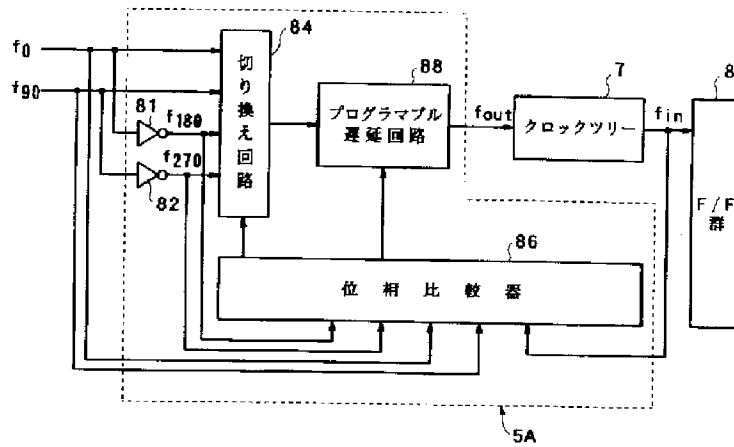 f0
f90
81
f180
f270
82
84
切り換え回路
88
プログラマブル
遅延回路
fout
7
クロックツリー
fin
8
F/F
群
86
位相比較器
5A